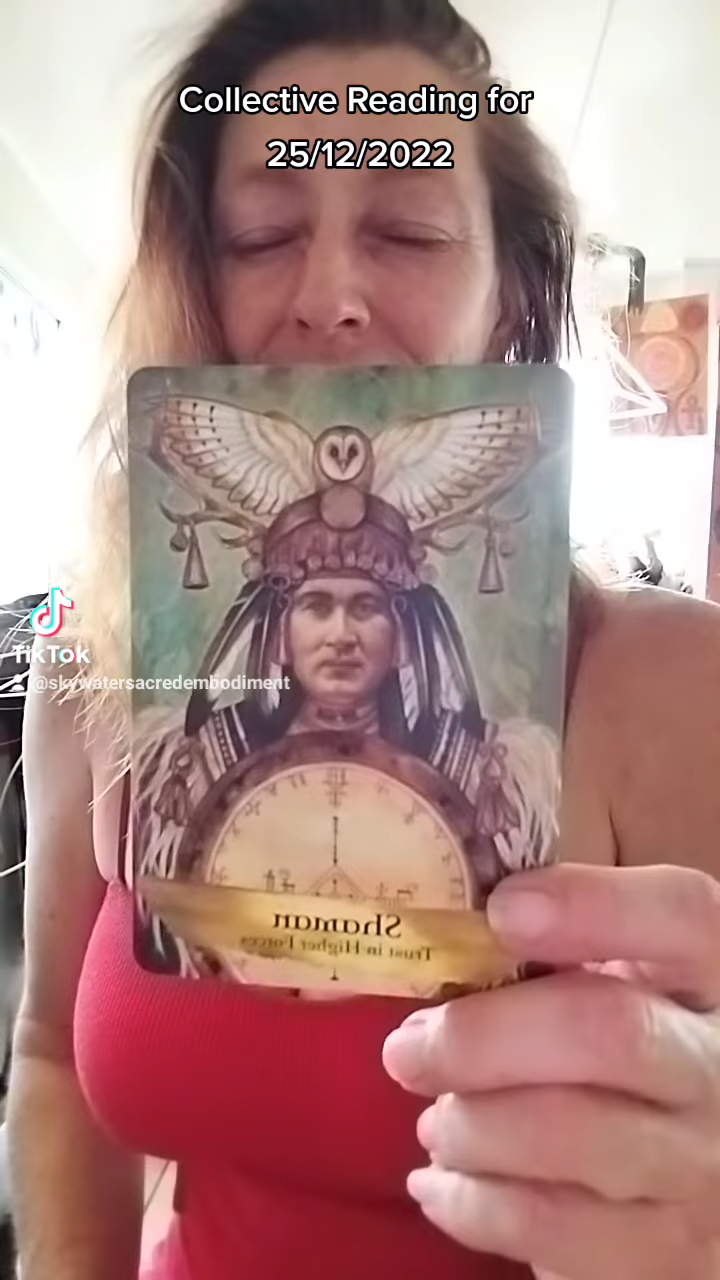 Collective Reading for
25/12/2022
TikTok
@skywatersacredembodiment
Shaman
Trust in Higher Forces